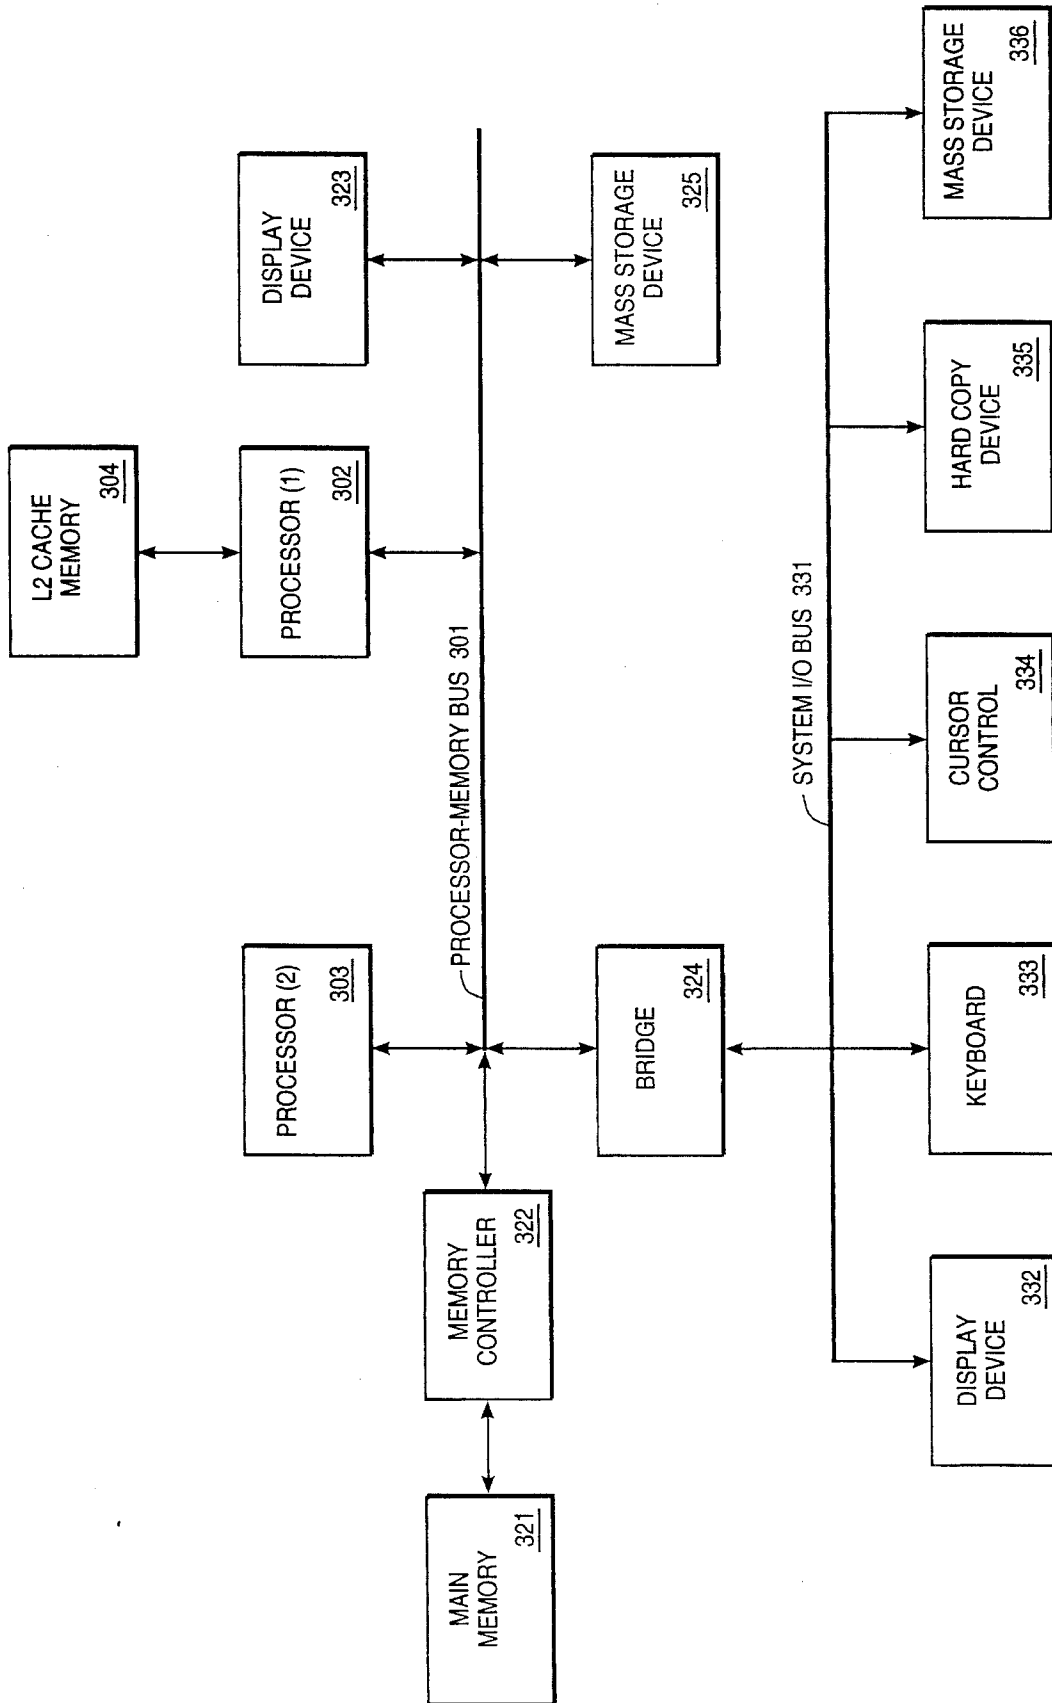 L2 CACHE
MEMORY
304
PROCESSOR (2)
303
PROCESSOR (1)
302
DISPLAY
DEVICE
323
MAIN
MEMORY
321
MEMORY
CONTROLLER
322
PROCESSOR-MEMORY BUS 301
BRIDGE
324
MASS STORAGE
DEVICE
325
SYSTEM I/O BUS 331
DISPLAY
DEVICE
332
KEYBOARD
333
CURSOR
CONTROL
334
HARD COPY
DEVICE
335
MASS STORAGE
DEVICE
336